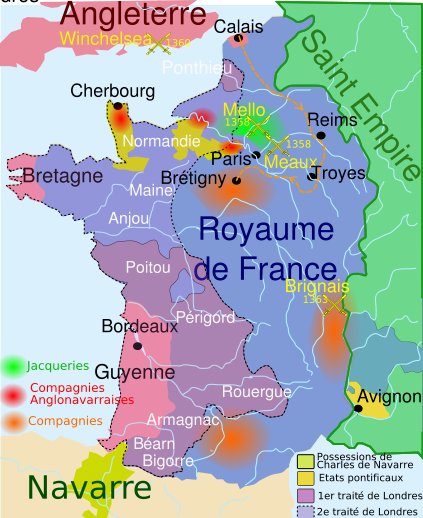 dres
Angleterre
Calais
Winchelsea
1360
Ponthieu
Saint Empire
Cherbourg
Mello
1358
Reims
Normandie
1358
Paris
Meaux
Bretagne
Brétigny
Troyes
Maine
Anjou
Royaume
de France
Poitou
Brignais
1363
Périgord
Bordeaux
Jacqueries
Guyenne
Compagnies
Anglonavarraises
Rouergue
Avignon
Compagnies
Armagnac
Béarn
Bigorre
Navarre
Possessions de
Charles de Navarre
Etats pontificaux
1er traité de Londres
2e traité de Londres